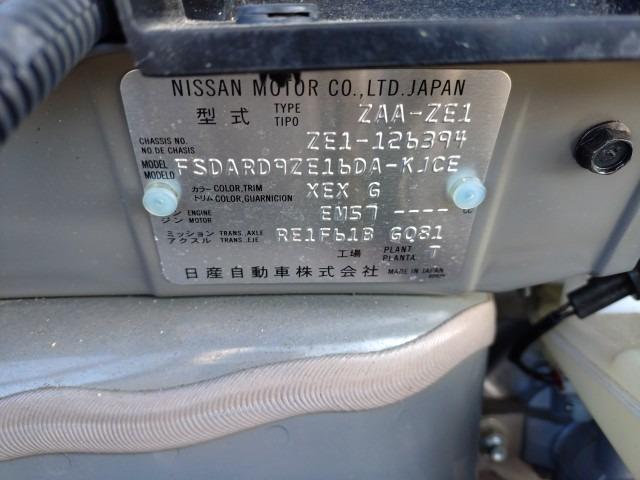 NISSAN MOTOR CO.,LTD.JAPAN
型式 TYPE TIPO ZAA-ZE1
CHASSIS NO. NO.DE CHASIS ZE1-126394
MODEL MODELO FSDARD9ZE16DA-KJCE
カラー COLOR,TRIM トリム COLOR,GUARNICION XEX G
ジン ENGINE MOTOR EM57 ---- cc
ミッション TRANS.,AXLE アクスル TRANS.,EJE RE1F61B GQ81
工場 PLANT PLANTA T
日産自動車株式会社 MADE IN JAPAN